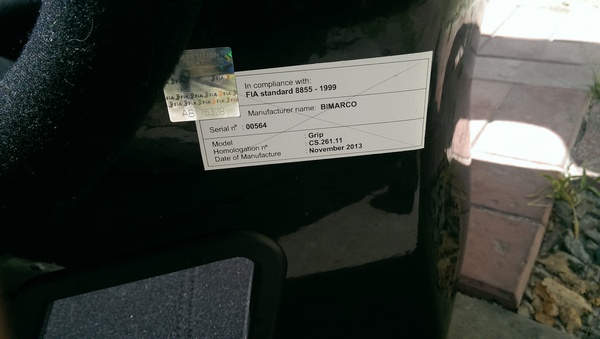 In compliance with:
FIA standard 8855 - 1999
Manufacturer name: BIMARCO
Serial n° : 00564
Model : Grip
Homologation n° : CS.261.11
Date of Manufacture : November 2013